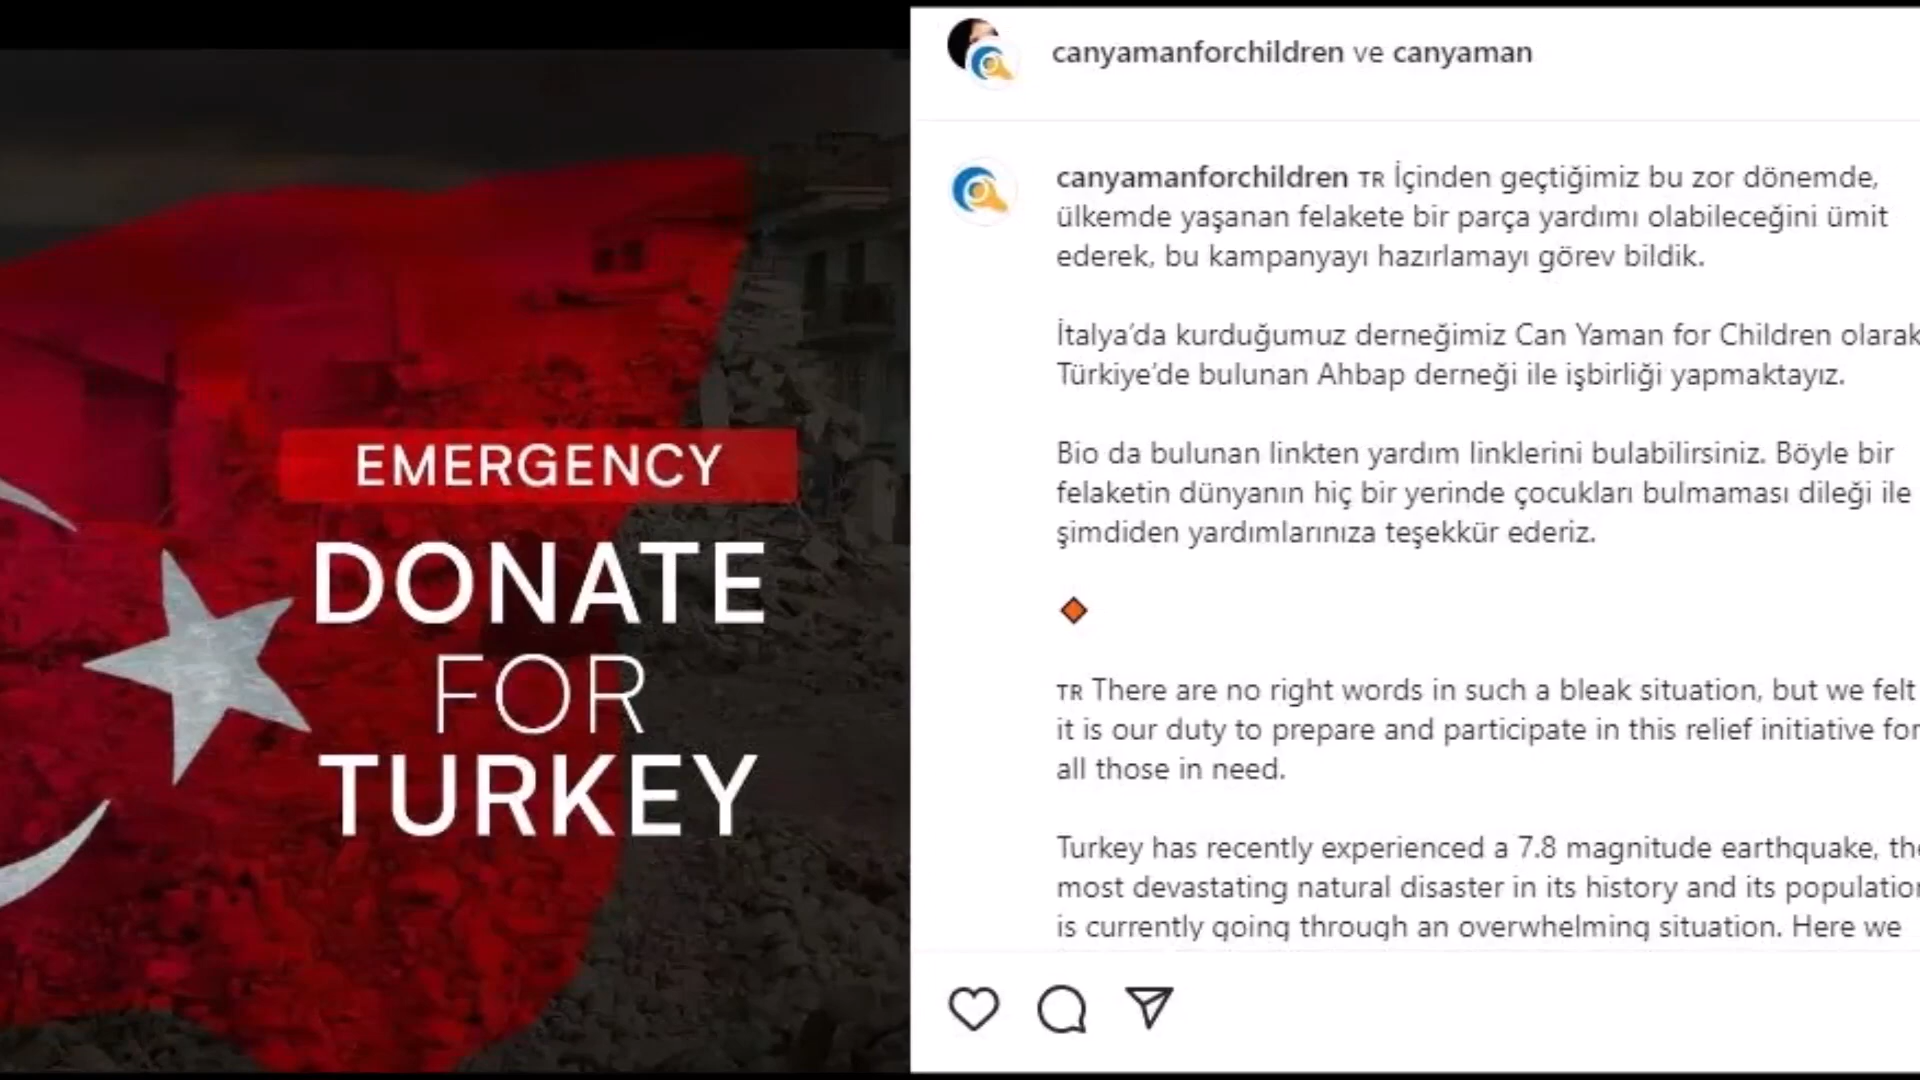 EMERGENCY
DONATE
FOR
TURKEY
canyamanforchildren ve canyaman
canyamanforchildren TR İçinden geçtiğimiz bu zor dönemde,
ülkemde yaşanan felakete bir parça yardımı olabileceğini ümit
ederek, bu kampanyayı hazırlamayı görev bildik.
İtalya'da kurduğumuz derneğimiz Can Yaman for Children olarak
Türkiye'de bulunan Ahbap derneği ile işbirliği yapmaktayız.
Bio da bulunan linkten yardım linklerini bulabilirsiniz. Böyle bir
felaketin dünyanın hiç bir yerinde çocukları bulmaması dileği ile
şimdiden yardımlarınıza teşekkür ederiz.
TR There are no right words in such a bleak situation, but we felt
it is our duty to prepare and participate in this relief initiative for
all those in need.
Turkey has recently experienced a 7.8 magnitude earthquake, the
most devastating natural disaster in its history and its population
is currently going through an overwhelming situation. Here we